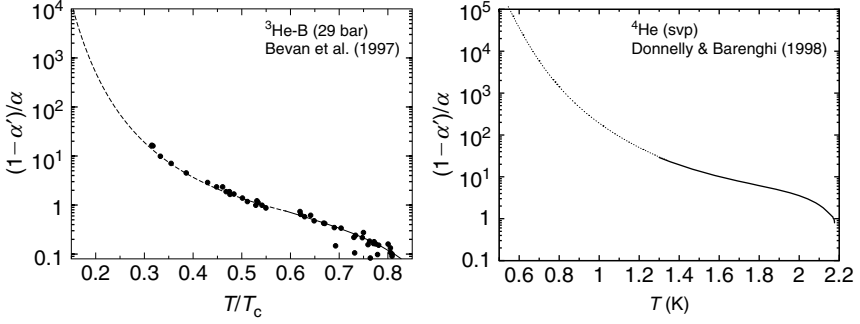 10⁴
10³
10²
10¹
1
0.1
(1−α′)/α
³He-B (29 bar)
Bevan et al. (1997)
0.2 0.3 0.4 0.5 0.6 0.7 0.8
T/Tc
10⁵
10⁴
10³
10²
10¹
1
0.1
(1−α′)/α
⁴He (svp)
Donnelly & Barenghi (1998)
0.6 0.8 1 1.2 1.4 1.6 1.8 2 2.2
T (K)